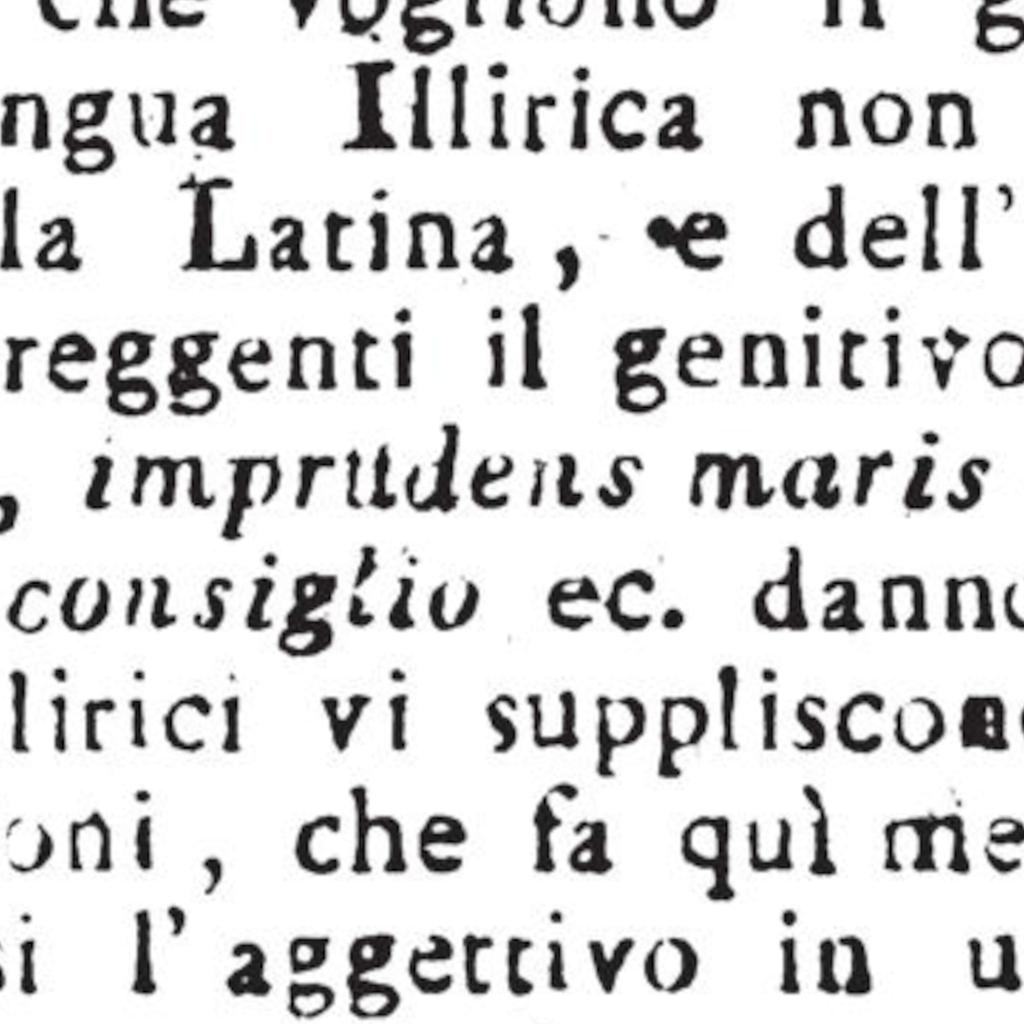 che vogliono il g
ngua Illirica non
la Latina, e dell'
reggenti il genitivo
, imprudens maris
consiglio ec. danno
lirici vi suppliscono
oni, che fa quì me
si l'aggettivo in u